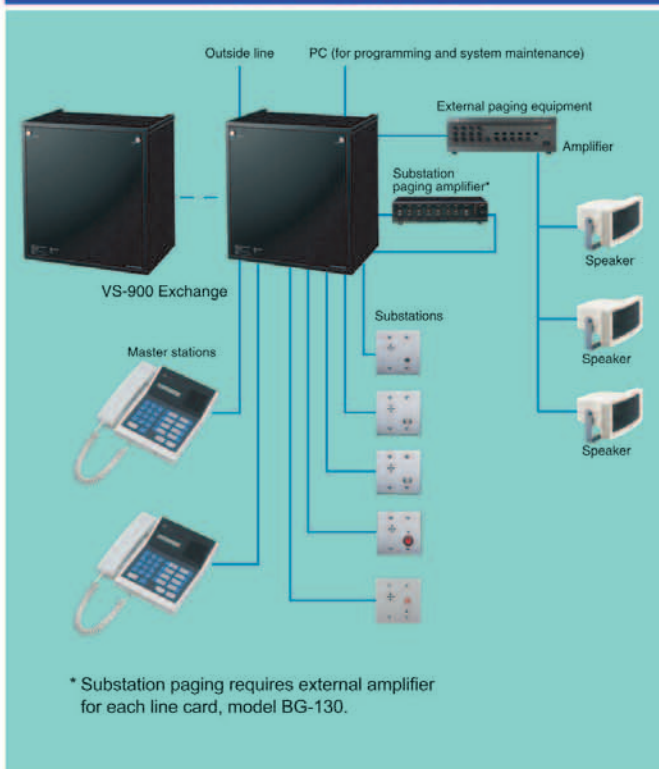 Outside line
PC (for programming and system maintenance)
External paging equipment
Amplifier
Substation
paging amplifier*
Speaker
VS-900 Exchange
Substations
Master stations
Speaker
Speaker
* Substation paging requires external amplifier
for each line card, model BG-130.